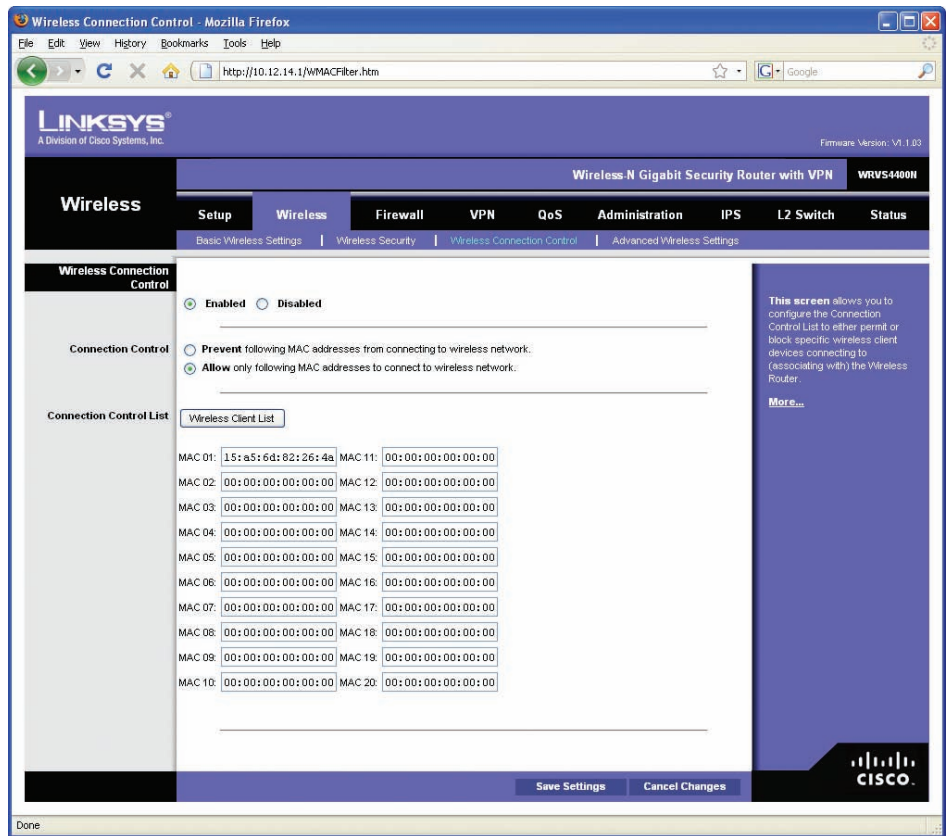 Wireless Connection Control - Mozilla Firefox
File Edit View History Bookmarks Tools Help
http://10.12.14.1/WMACFilter.htm
G Google
LINKSYS®
A Division of Cisco Systems, Inc.
Firmware Version: V1.1.03
Wireless-N Gigabit Security Router with VPN WRVS4400N
Wireless
Setup Wireless Firewall VPN QoS Administration IPS L2 Switch Status
Basic Wireless Settings | Wireless Security | Wireless Connection Control | Advanced Wireless Settings
Wireless Connection
Control
Enabled Disabled
Connection Control
Prevent following MAC addresses from connecting to wireless network.
Allow only following MAC addresses to connect to wireless network.
Connection Control List
Wireless Client List
MAC 01: 15:a5:6d:82:26:4a MAC 11: 00:00:00:00:00:00
MAC 02: 00:00:00:00:00:00 MAC 12: 00:00:00:00:00:00
MAC 03: 00:00:00:00:00:00 MAC 13: 00:00:00:00:00:00
MAC 04: 00:00:00:00:00:00 MAC 14: 00:00:00:00:00:00
MAC 05: 00:00:00:00:00:00 MAC 15: 00:00:00:00:00:00
MAC 06: 00:00:00:00:00:00 MAC 16: 00:00:00:00:00:00
MAC 07: 00:00:00:00:00:00 MAC 17: 00:00:00:00:00:00
MAC 08: 00:00:00:00:00:00 MAC 18: 00:00:00:00:00:00
MAC 09: 00:00:00:00:00:00 MAC 19: 00:00:00:00:00:00
MAC 10: 00:00:00:00:00:00 MAC 20: 00:00:00:00:00:00
This screen allows you to
configure the Connection
Control List to either permit or
block specific wireless client
devices connecting to
(associating with) the Wireless
Router.
More...
Save Settings Cancel Changes
CISCO.
Done